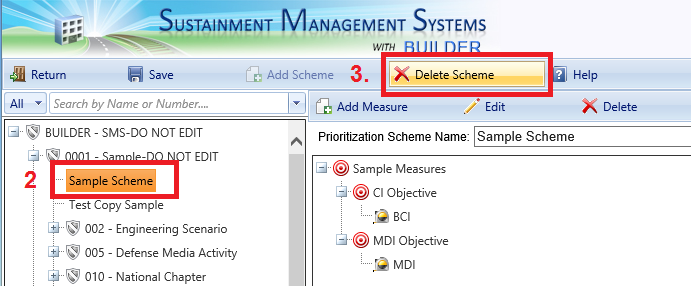 SUSTAINMENT MANAGEMENT SYSTEMS
WITH BUILDER
Return Save Add Scheme 3. Delete Scheme Help
All Search by Name or Number.... Add Measure Edit Delete
BUILDER - SMS-DO NOT EDIT
Prioritization Scheme Name: Sample Scheme
0001 - Sample-DO NOT EDIT
2 Sample Scheme
Test Copy Sample
002 - Engineering Scenario
005 - Defense Media Activity
010 - National Chapter
Sample Measures
CI Objective
BCI
MDI Objective
MDI